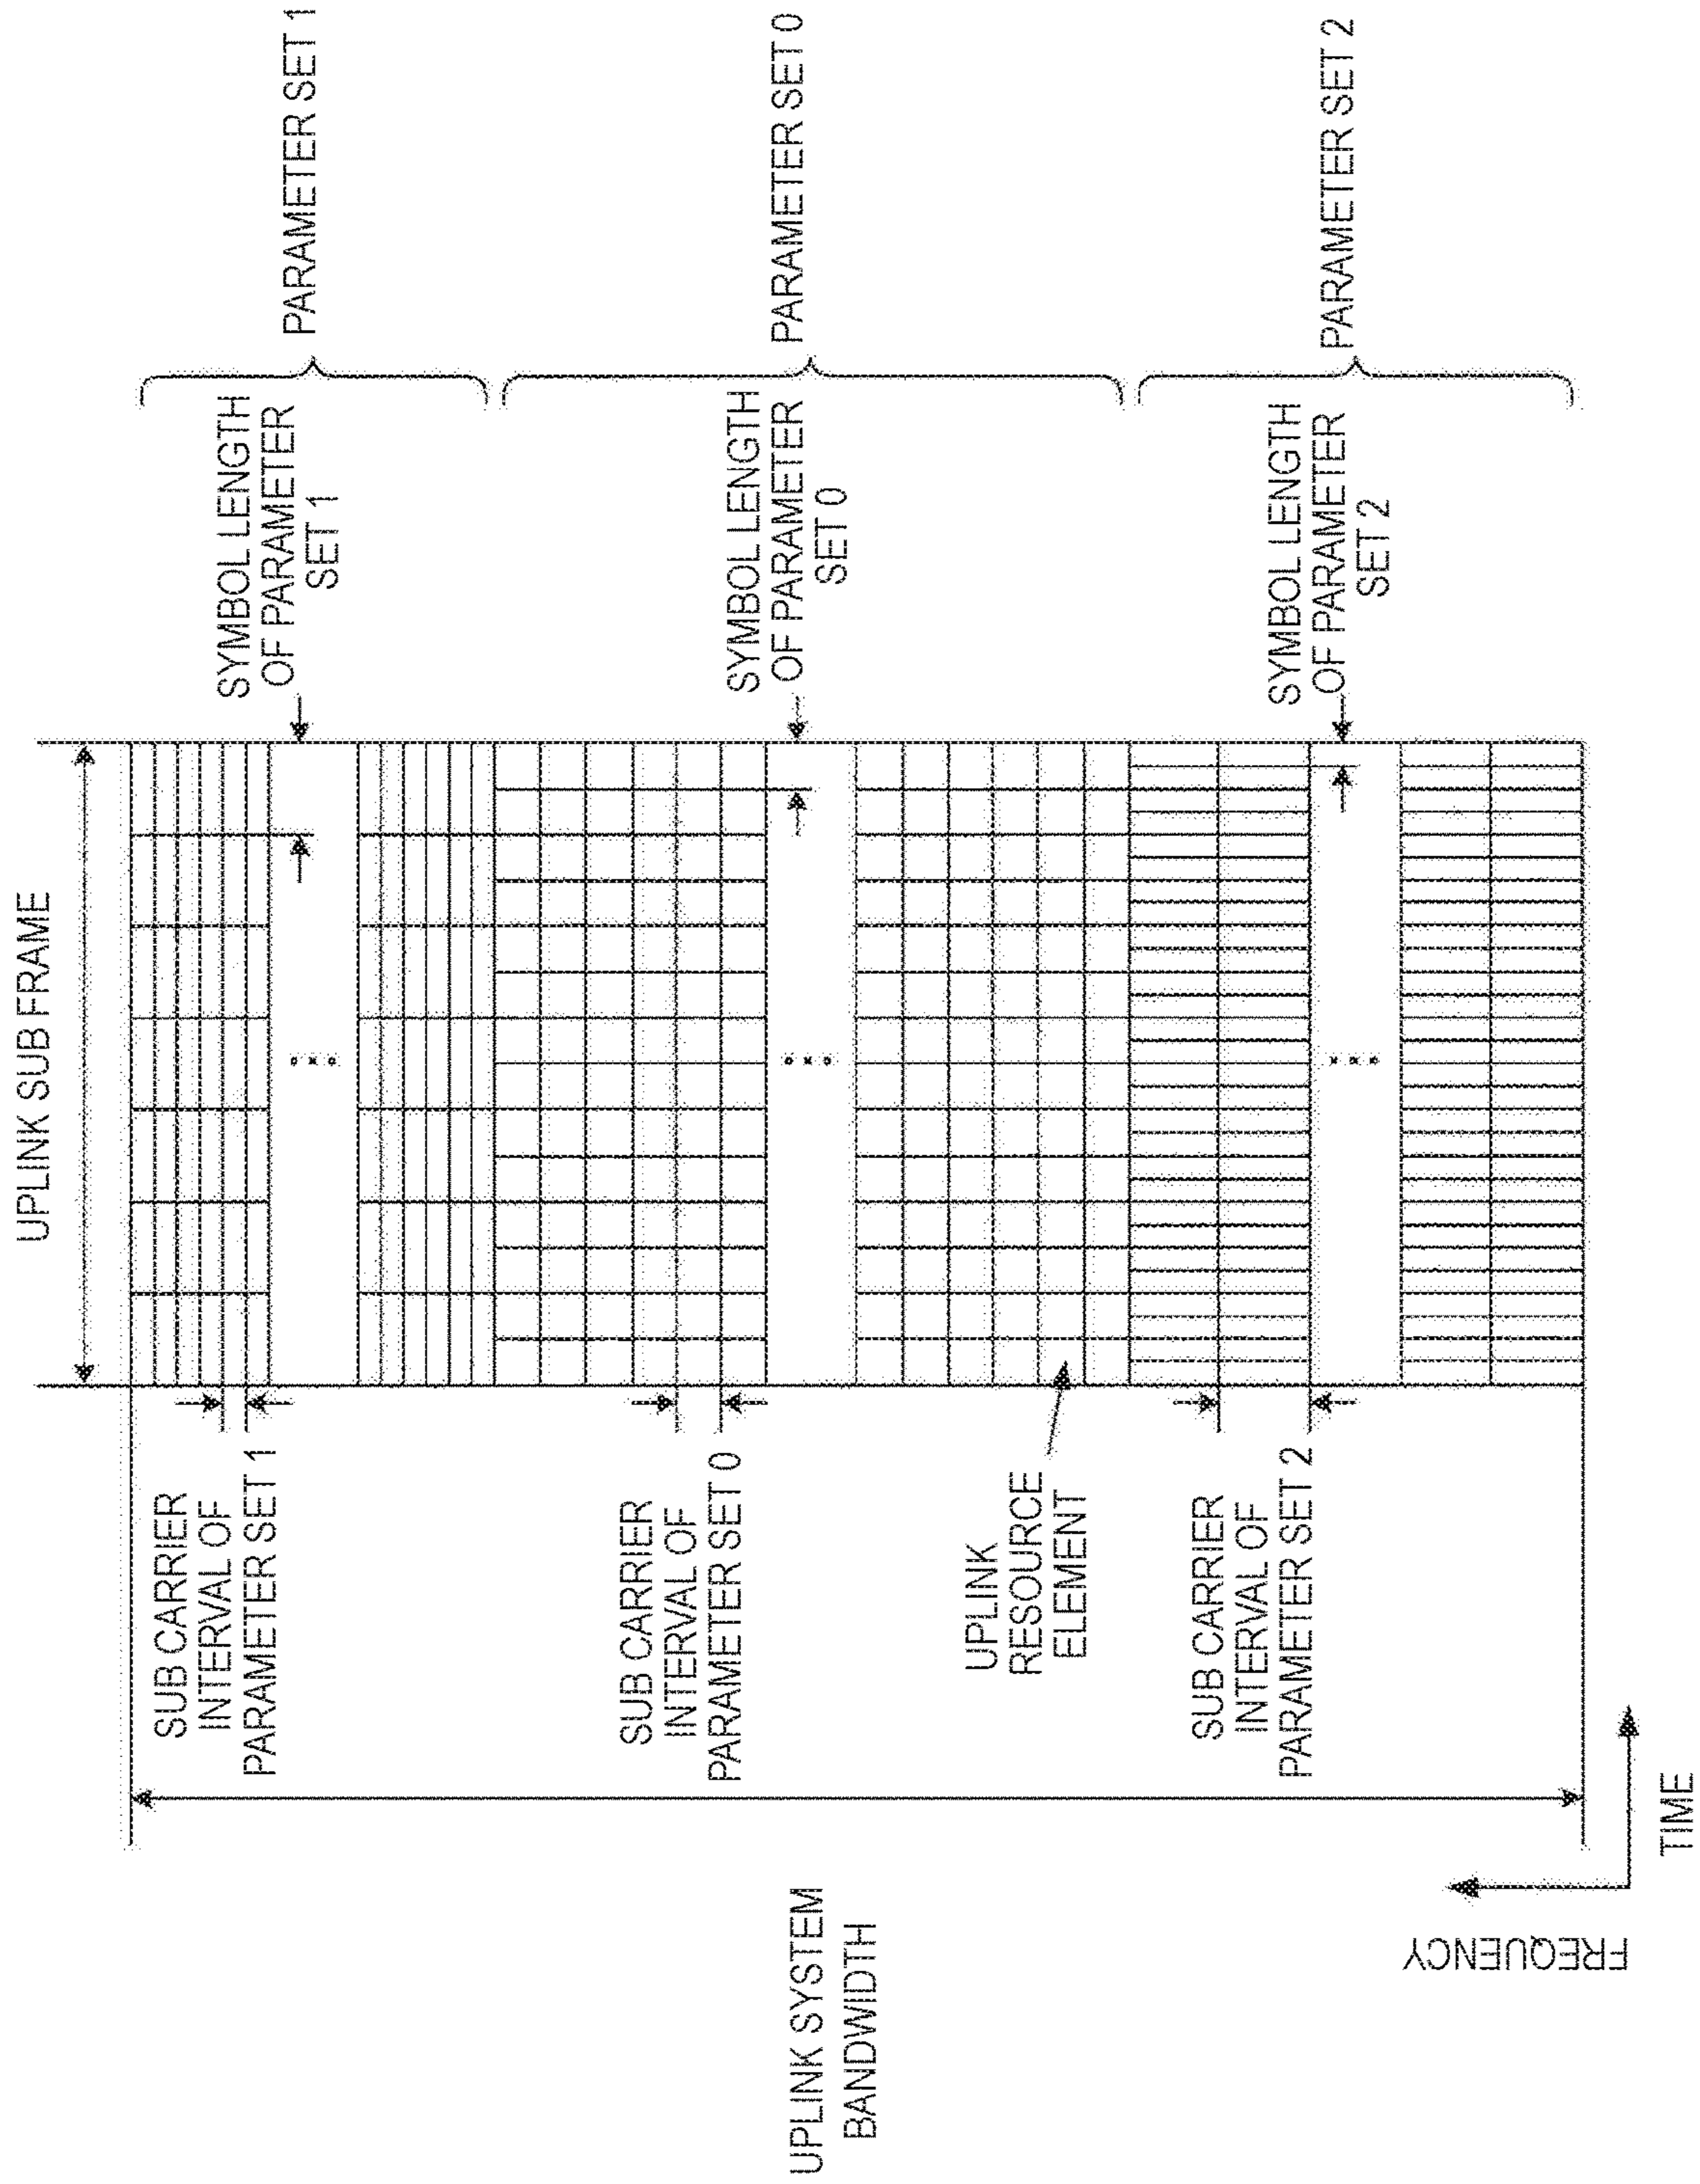 UPLINK SUB FRAME
SUB CARRIER
INTERVAL OF
PARAMETER SET 1
SYMBOL LENGTH
OF PARAMETER
SET 1
PARAMETER SET 1
SUB CARRIER
INTERVAL OF
PARAMETER SET 0
SYMBOL LENGTH
OF PARAMETER
SET 0
PARAMETER SET 0
UPLINK SYSTEM
BANDWIDTH
UPLINK
RESOURCE
ELEMENT
SUB CARRIER
INTERVAL OF
PARAMETER SET 2
SYMBOL LENGTH
OF PARAMETER
SET 2
PARAMETER SET 2
FREQUENCY
TIME